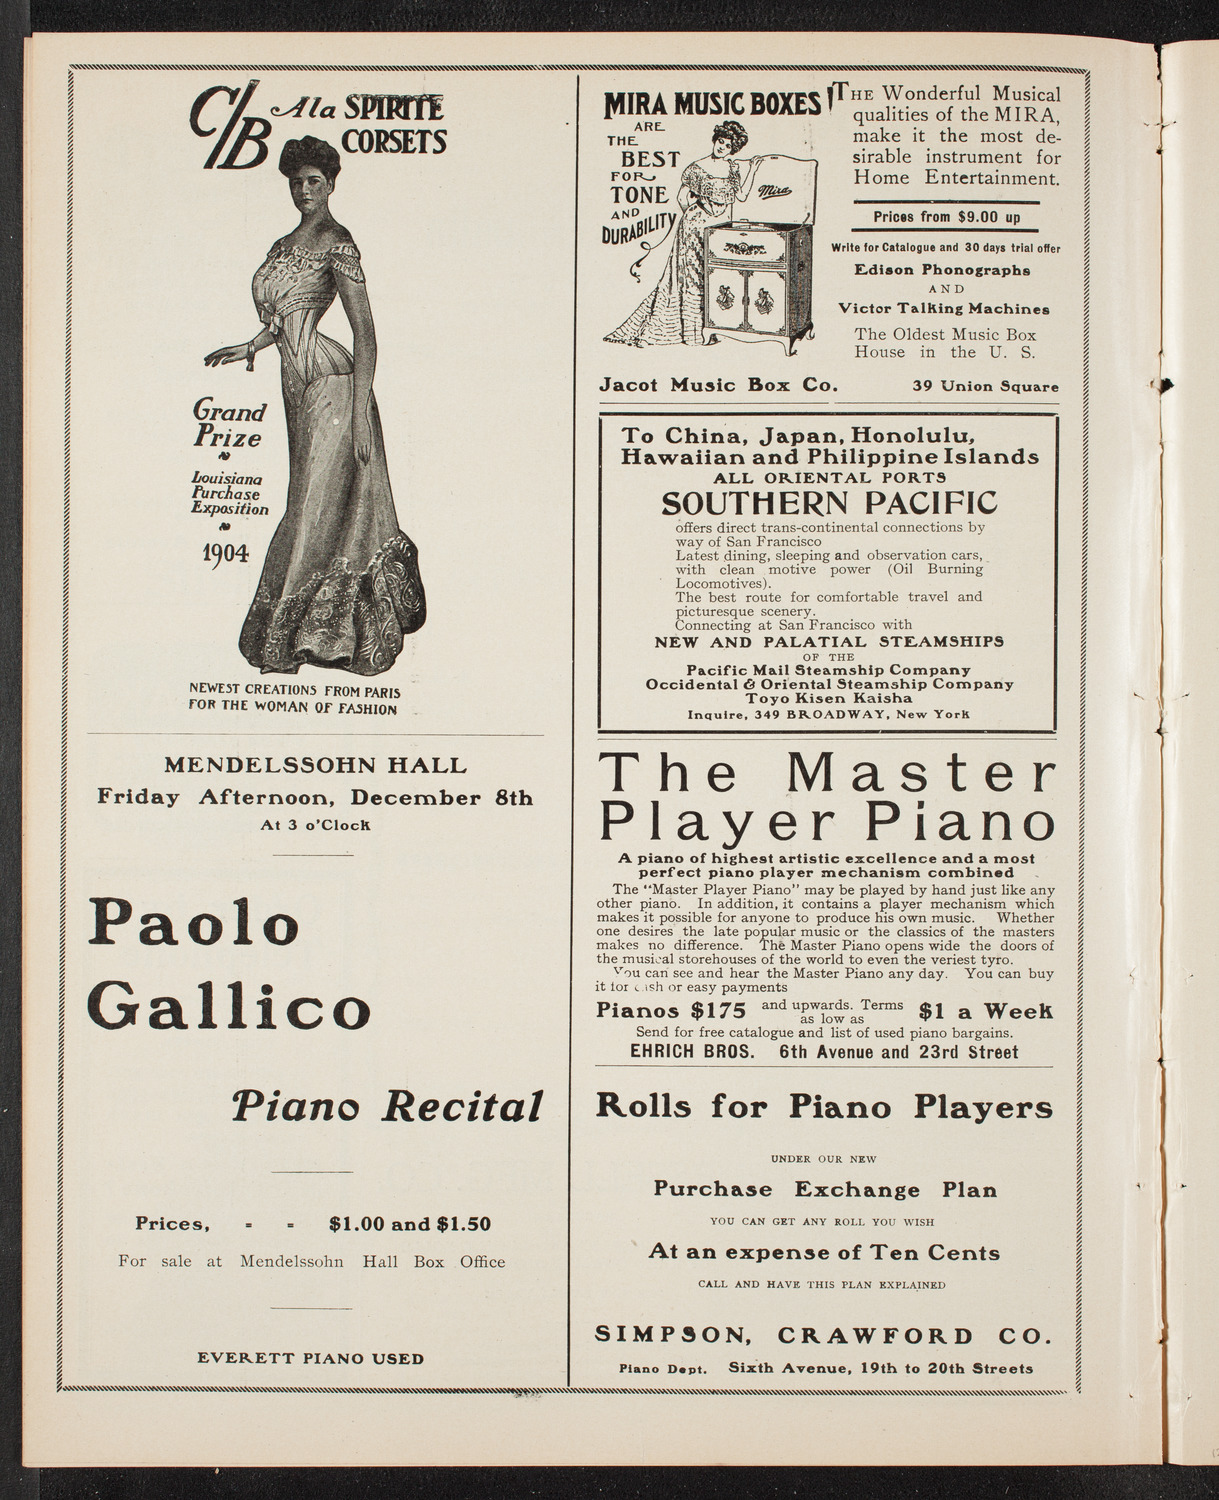 C/B Ala SPIRITE
CORSETS
Grand
Prize
Louisiana
Purchase
Exposition
1904
NEWEST CREATIONS FROM PARIS
FOR THE WOMAN OF FASHION
MENDELSSOHN HALL
Friday Afternoon, December 8th
At 3 o'Clock
Paolo
Gallico
Piano Recital
Prices, = = $1.00 and $1.50
For sale at Mendelssohn Hall Box Office
EVERETT PIANO USED
MIRA MUSIC BOXES
ARE
THE
BEST
FOR
TONE
AND
DURABILITY
Mira
THE Wonderful Musical
qualities of the MIRA,
make it the most de-
sirable instrument for
Home Entertainment.
Prices from $9.00 up
Write for Catalogue and 30 days trial offer
Edison Phonographs
AND
Victor Talking Machines
The Oldest Music Box
House in the U. S.
Jacot Music Box Co. 39 Union Square
To China, Japan, Honolulu,
Hawaiian and Philippine Islands
ALL ORIENTAL PORTS
SOUTHERN PACIFIC
offers direct trans-continental connections by
way of San Francisco
Latest dining, sleeping and observation cars,
with clean motive power (Oil Burning
Locomotives).
The best route for comfortable travel and
picturesque scenery.
Connecting at San Francisco with
NEW AND PALATIAL STEAMSHIPS
OF THE
Pacific Mail Steamship Company
Occidental & Oriental Steamship Company
Toyo Kisen Kaisha
Inquire, 349 BROADWAY, New York
The Master
Player Piano
A piano of highest artistic excellence and a most
perfect piano player mechanism combined
The "Master Player Piano" may be played by hand just like any
other piano. In addition, it contains a player mechanism which
makes it possible for anyone to produce his own music. Whether
one desires the late popular music or the classics of the masters
makes no difference. The Master Piano opens wide the doors of
the musical storehouses of the world to even the veriest tyro.
You can see and hear the Master Piano any day. You can buy
it for cash or easy payments
Pianos $175 and upwards. Terms as low as $1 a Week
Send for free catalogue and list of used piano bargains.
EHRICH BROS. 6th Avenue and 23rd Street
Rolls for Piano Players
UNDER OUR NEW
Purchase Exchange Plan
YOU CAN GET ANY ROLL YOU WISH
At an expense of Ten Cents
CALL AND HAVE THIS PLAN EXPLAINED
SIMPSON, CRAWFORD CO.
Piano Dept. Sixth Avenue, 19th to 20th Streets